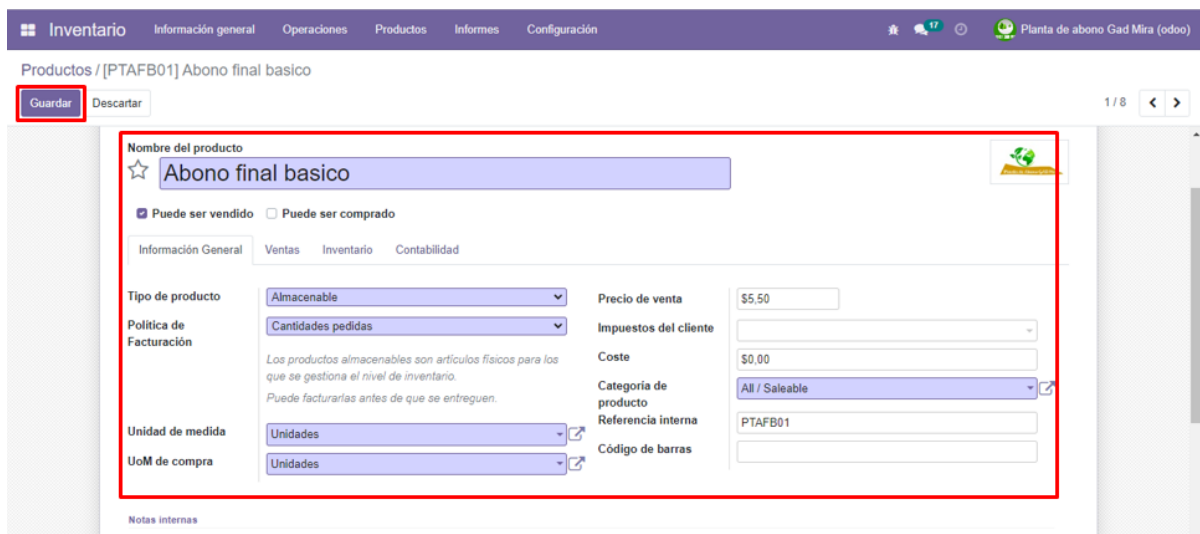 Inventario Información general Operaciones Productos Informes Configuración 17 Planta de abono Gad Mira (odoo)
Productos / [PTAFB01] Abono final basico
Guardar Descartar 1 / 8
Nombre del producto
Abono final basico
Puede ser vendido Puede ser comprado
Información General Ventas Inventario Contabilidad
Tipo de producto Almacenable
Política de Facturación Cantidades pedidas
Los productos almacenables son artículos físicos para los
que se gestiona el nivel de inventario.
Puede facturarlas antes de que se entreguen.
Unidad de medida Unidades
UoM de compra Unidades
Precio de venta $5,50
Impuestos del cliente
Coste $0,00
Categoría de producto All / Saleable
Referencia interna PTAFB01
Código de barras
Notas internas